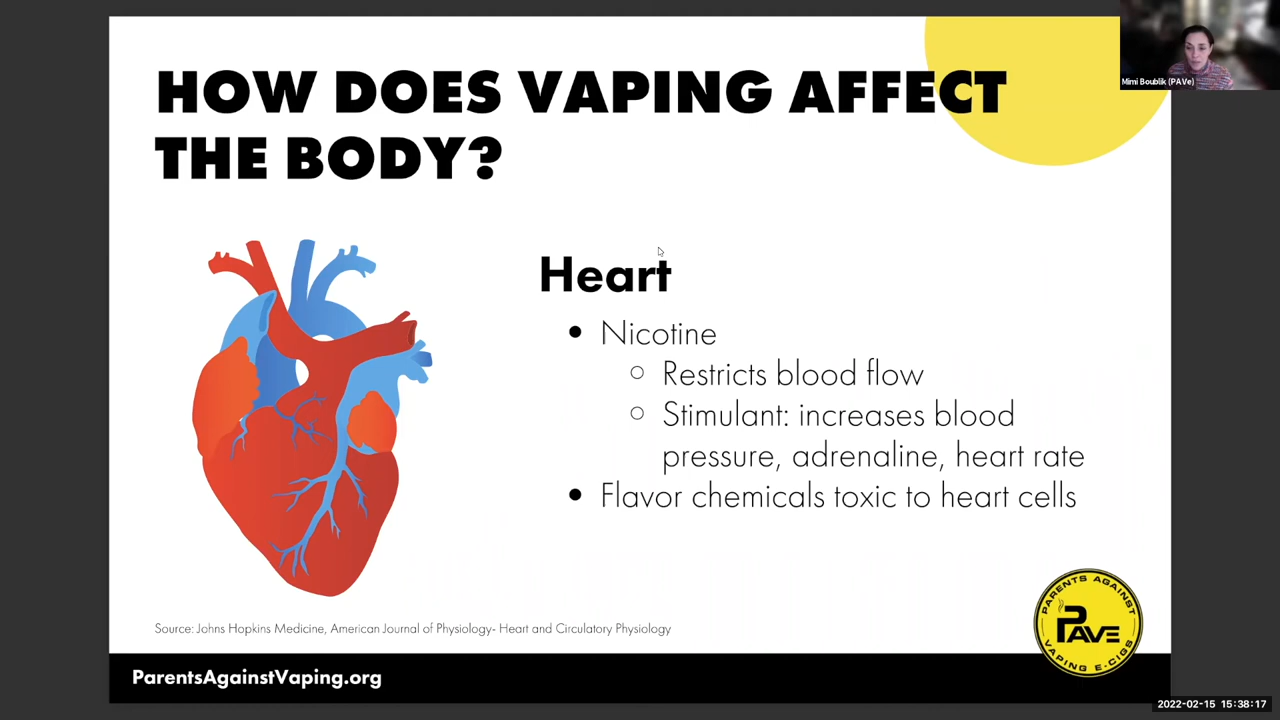 HOW DOES VAPING AFFECT
THE BODY?
Mimi Boublik (PAVe)
Heart
• Nicotine
○ Restricts blood flow
○ Stimulant: increases blood
pressure, adrenaline, heart rate
• Flavor chemicals toxic to heart cells
Source: Johns Hopkins Medicine, American Journal of Physiology- Heart and Circulatory Physiology
PARENTS AGAINST
PAVE
VAPING E-CIGS
ParentsAgainstVaping.org
2022-02-15 15:38:17